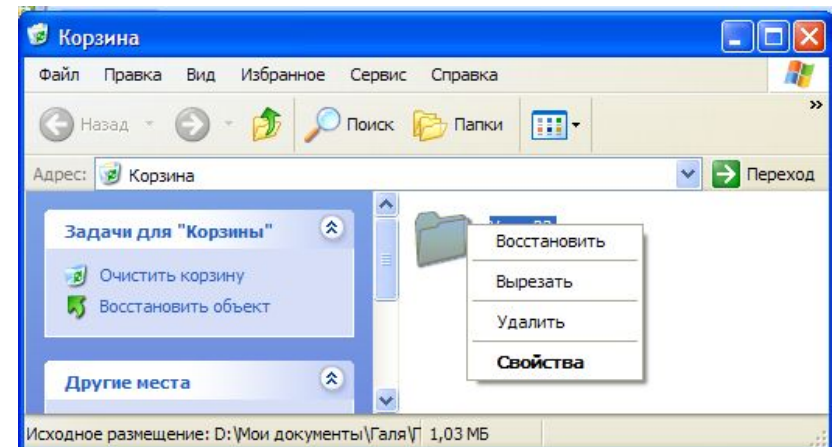 Корзина
Файл Правка Вид Избранное Сервис Справка
Назад Поиск Папки »
Адрес: Корзина Переход
Задачи для "Корзины"
Очистить корзину
Восстановить объект
Другие места
Восстановить
Вырезать
Удалить
Свойства
Исходное размещение: D:\Мои документы\Галя\ 1,03 МБ